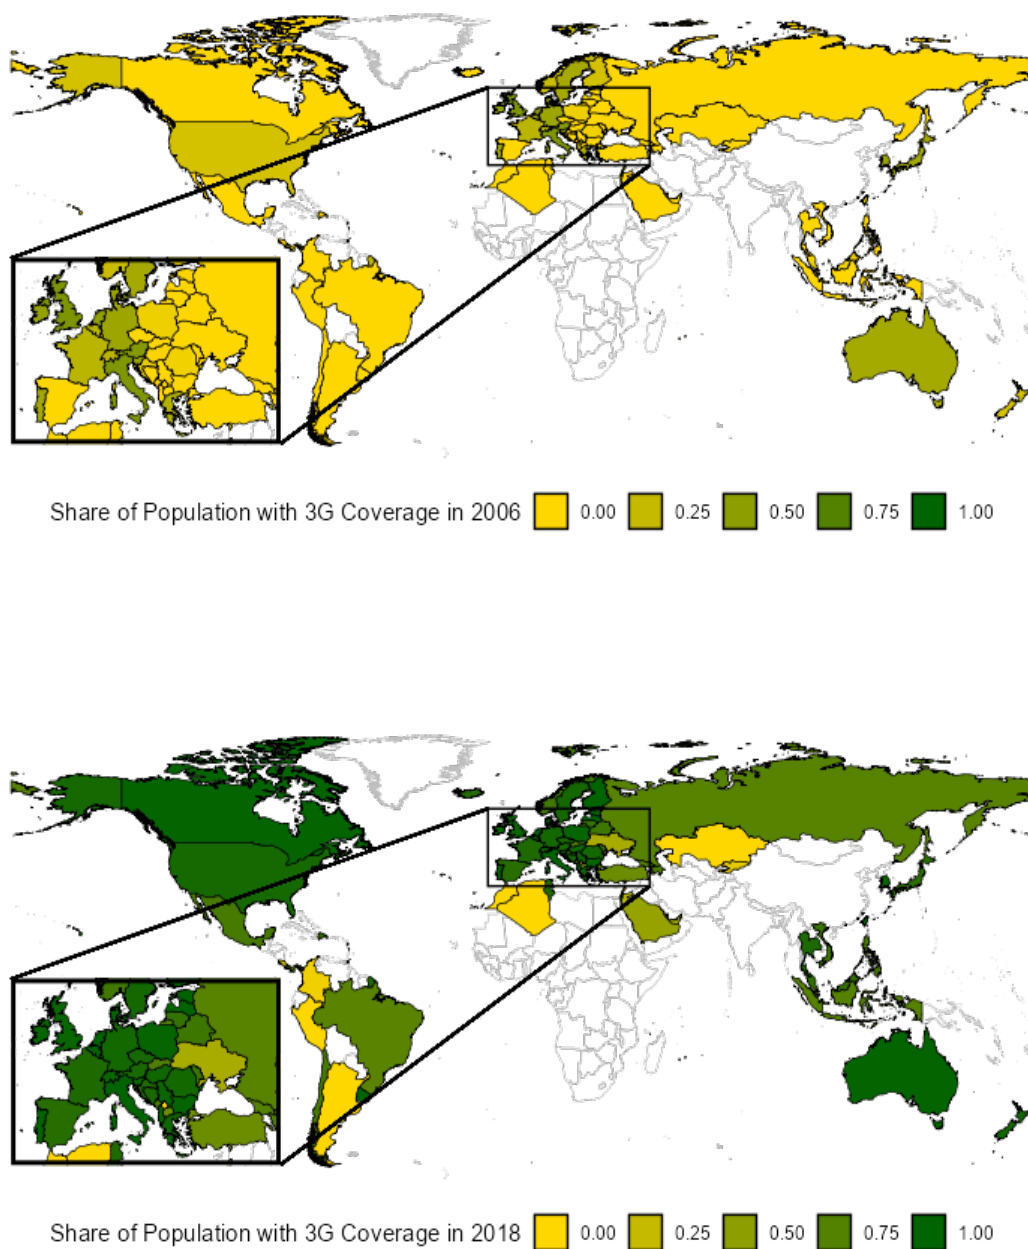 Share of Population with 3G Coverage in 2006 0.00 0.25 0.50 0.75 1.00
Share of Population with 3G Coverage in 2018 0.00 0.25 0.50 0.75 1.00